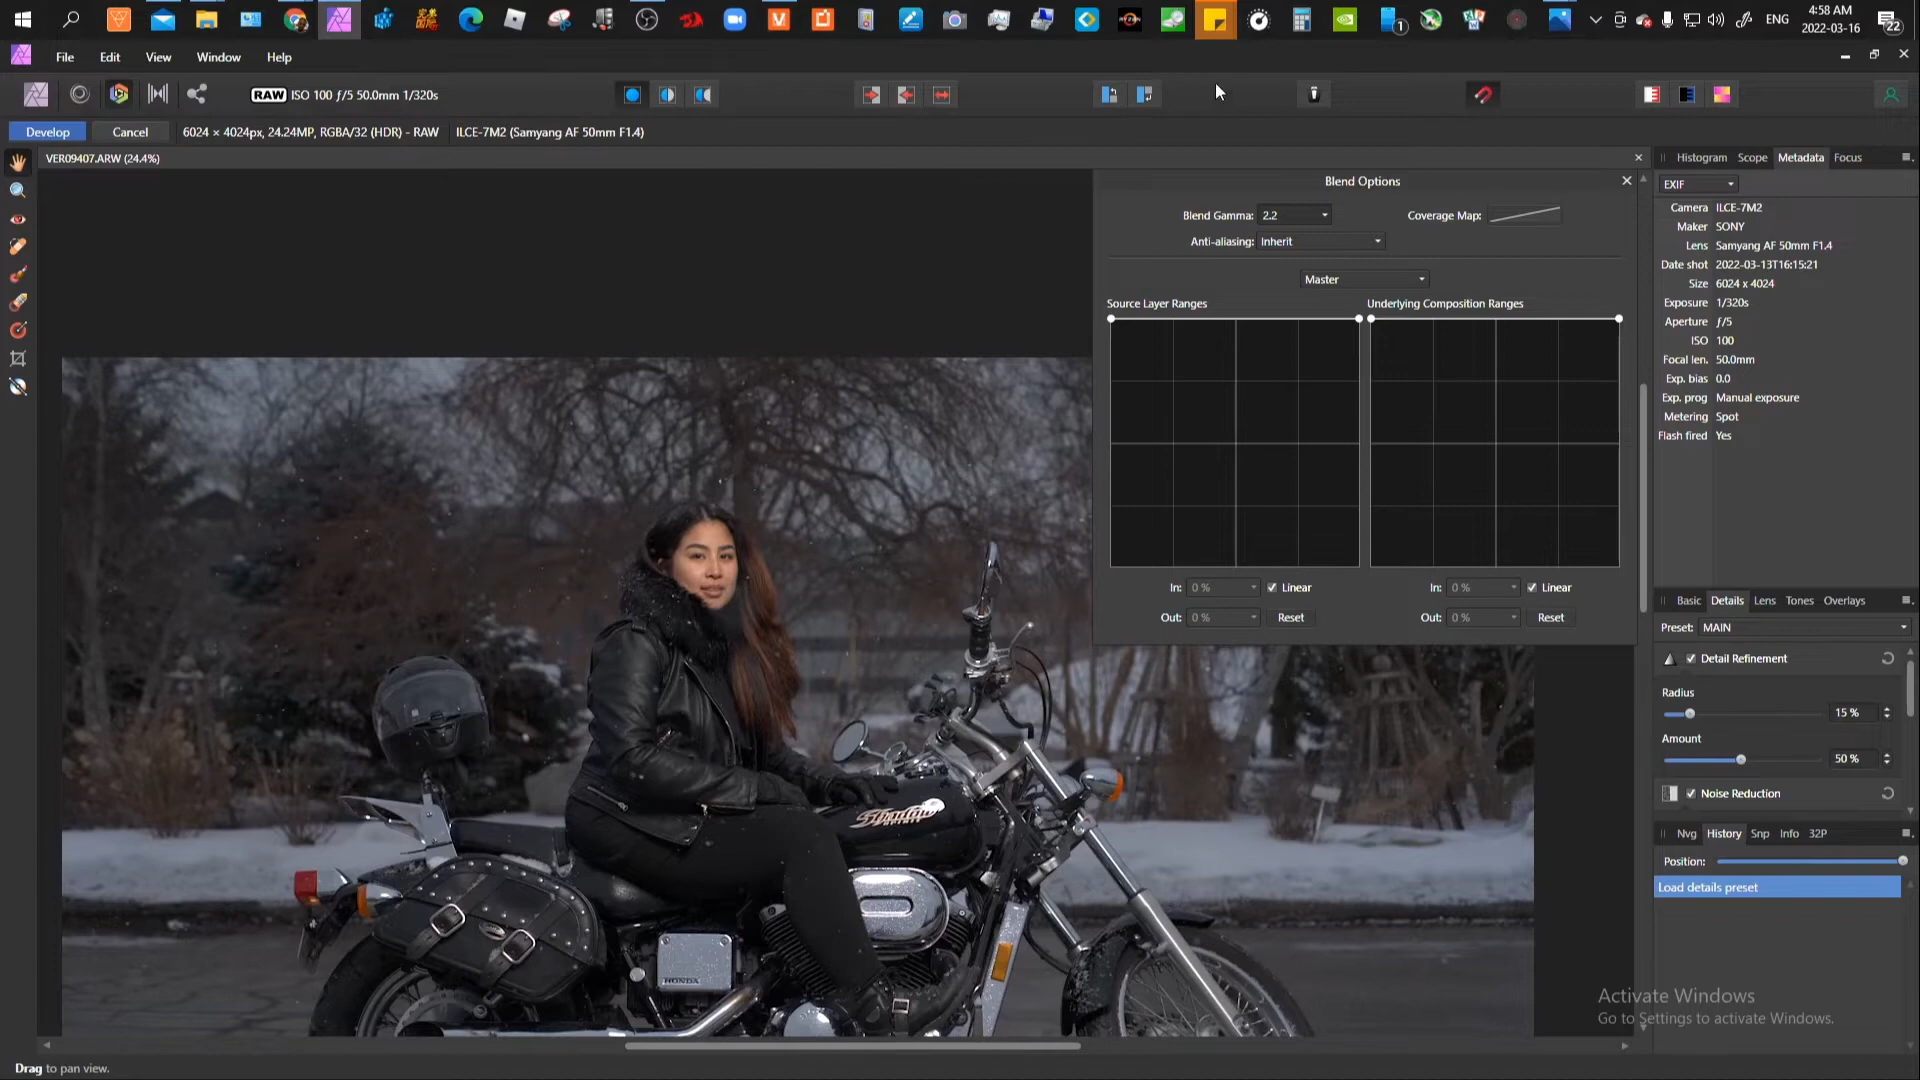 4:58 AM
ENG
2022-03-16
22
1
File Edit View Window Help
RAW ISO 100 ƒ/5 50.0mm 1/320s
Develop Cancel 6024 × 4024px, 24.24MP, RGBA/32 (HDR) - RAW ILCE-7M2 (Samyang AF 50mm F1.4)
VER09407.ARW (24.4%)
Histogram Scope Metadata Focus
Blend Options
EXIF
Blend Gamma: 2.2 Coverage Map:
Anti-aliasing: Inherit
Master
Source Layer Ranges Underlying Composition Ranges
In: 0 % Linear In: 0 % Linear
Out: 0 % Reset Out: 0 % Reset
Camera ILCE-7M2
Maker SONY
Lens Samyang AF 50mm F1.4
Date shot 2022-03-13T16:15:21
Size 6024 x 4024
Exposure 1/320s
Aperture ƒ/5
ISO 100
Focal len. 50.0mm
Exp. bias 0.0
Exp. prog Manual exposure
Metering Spot
Flash fired Yes
Basic Details Lens Tones Overlays
Preset: MAIN
Detail Refinement
Radius
15 %
Amount
50 %
Noise Reduction
Nvg History Snp Info 32P
Position:
Load details preset
Shadow
HONDA
Activate Windows
Go to Settings to activate Windows.
Drag to pan view.